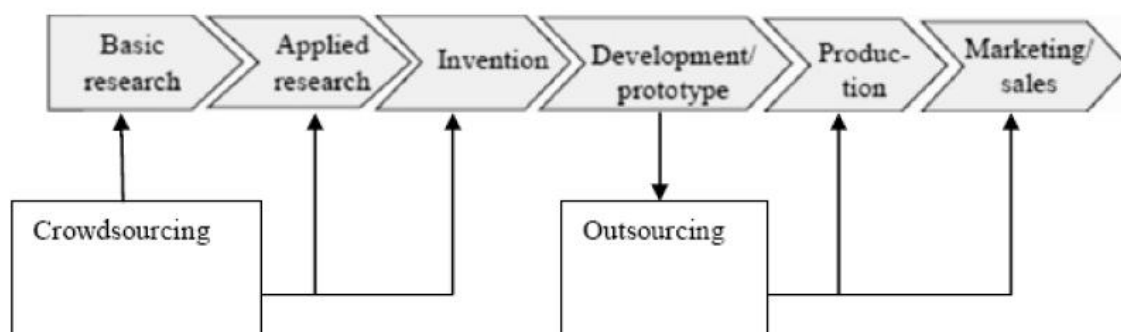 Basic
research
Applied
research
Invention
Development/
prototype
Produc-
tion
Marketing/
sales
Crowdsourcing
Outsourcing